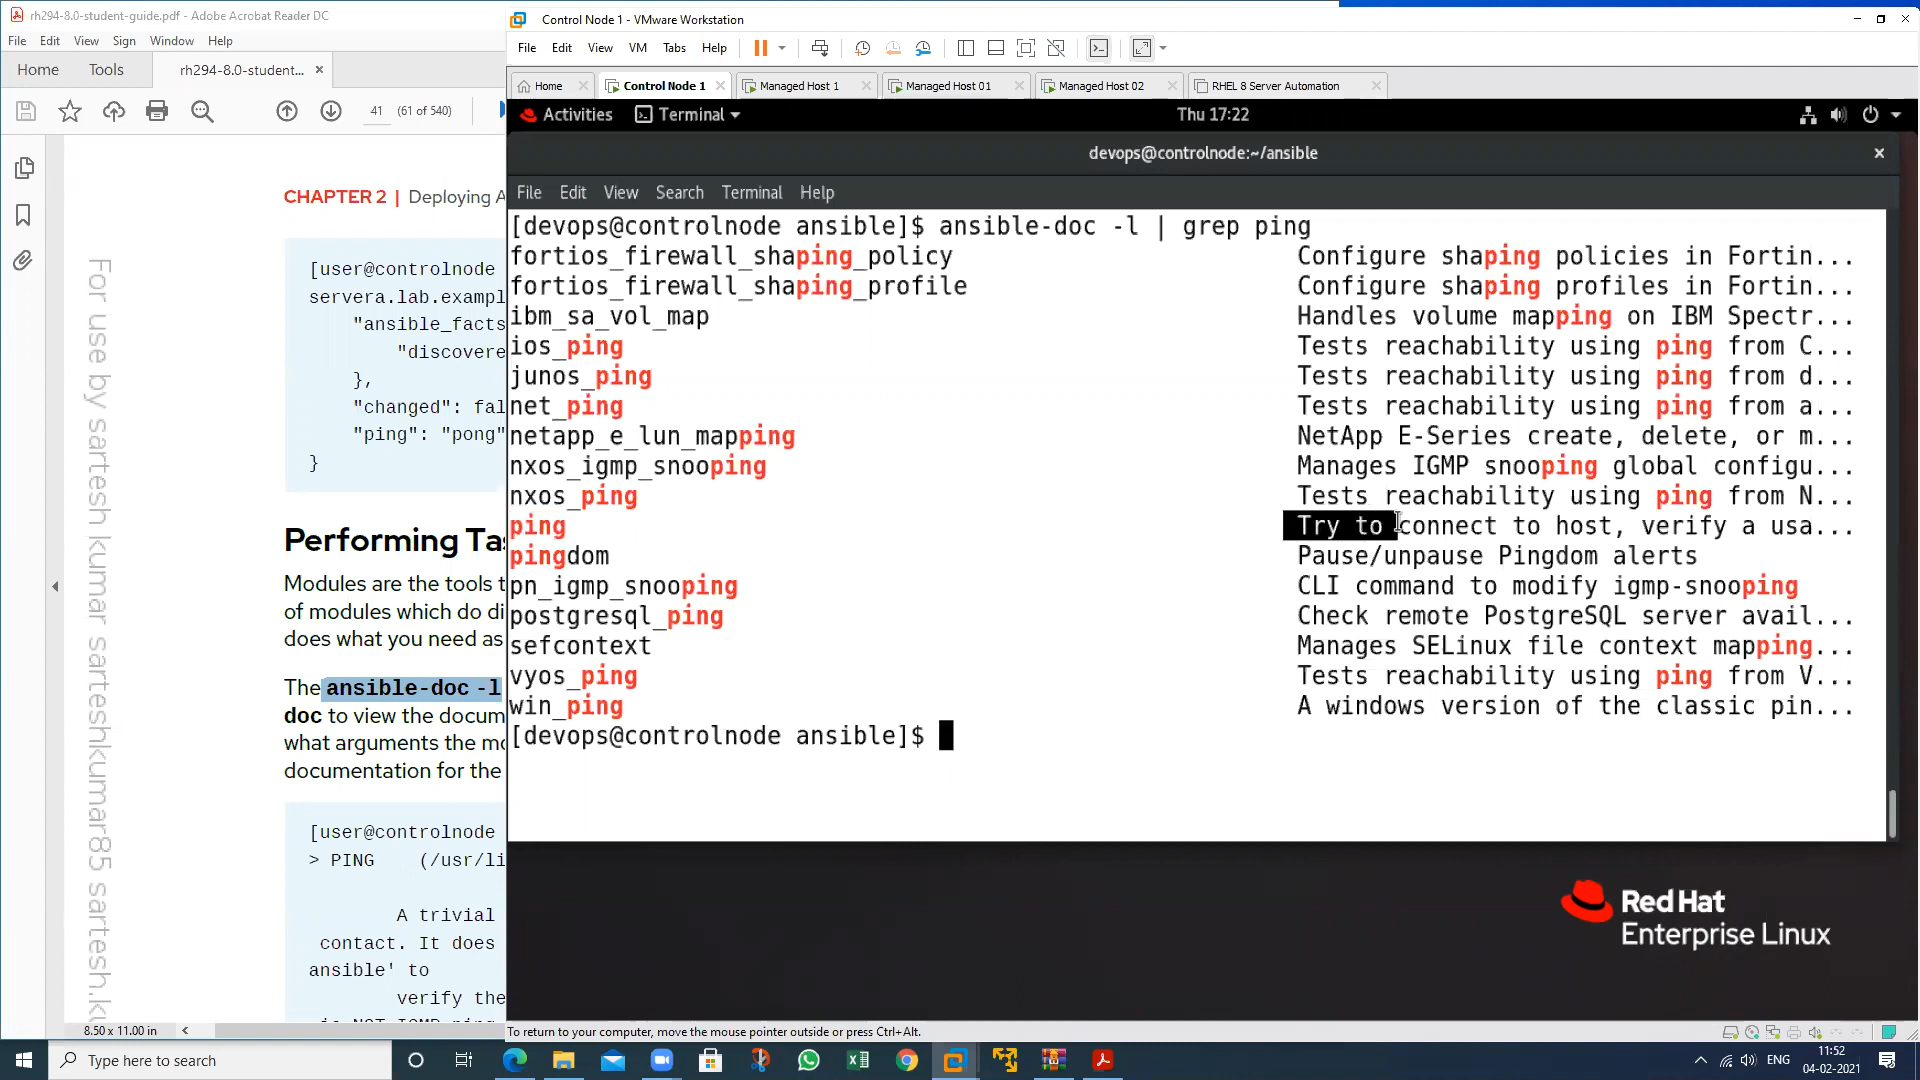 rh294-8.0-student-guide.pdf - Adobe Acrobat Reader DC
File Edit View Sign Window Help
Home Tools rh294-8.0-student... ×
41 (61 of 540)
CHAPTER 2 | Deploying A
[user@controlnode
servera.lab.examp
"ansible_facts
"discovere
},
"changed": fal
"ping": "pong"
}
Performing Ta
Modules are the tools t
of modules which do di
does what you need as
The ansible-doc -l
doc to view the docum
what arguments the mo
documentation for the
[user@controlnode
> PING (/usr/li
A trivial
contact. It does
ansible' to
verify the
8.50 x 11.00 in
For use by sartesh kumar sarteshkumar85 sartesh.k
Control Node 1 - VMware Workstation
File Edit View VM Tabs Help
Home Control Node 1 Managed Host 1 Managed Host 01 Managed Host 02 RHEL 8 Server Automation
Activities Terminal Thu 17:22
devops@controlnode:~/ansible
File Edit View Search Terminal Help
[devops@controlnode ansible]$ ansible-doc -l | grep ping
fortios_firewall_shaping_policy Configure shaping policies in Fortin...
fortios_firewall_shaping_profile Configure shaping profiles in Fortin...
ibm_sa_vol_map Handles volume mapping on IBM Spectr...
ios_ping Tests reachability using ping from C...
junos_ping Tests reachability using ping from d...
net_ping Tests reachability using ping from a...
netapp_e_lun_mapping NetApp E-Series create, delete, or m...
nxos_igmp_snooping Manages IGMP snooping global configu...
nxos_ping Tests reachability using ping from N...
ping Try to connect to host, verify a usa...
pingdom Pause/unpause Pingdom alerts
pn_igmp_snooping CLI command to modify igmp-snooping
postgresql_ping Check remote PostgreSQL server avail...
sefcontext Manages SELinux file context mapping...
vyos_ping Tests reachability using ping from V...
win_ping A windows version of the classic pin...
[devops@controlnode ansible]$
Red Hat
Enterprise Linux
To return to your computer, move the mouse pointer outside or press Ctrl+Alt.
Type here to search
ENG
11:52
04-02-2021